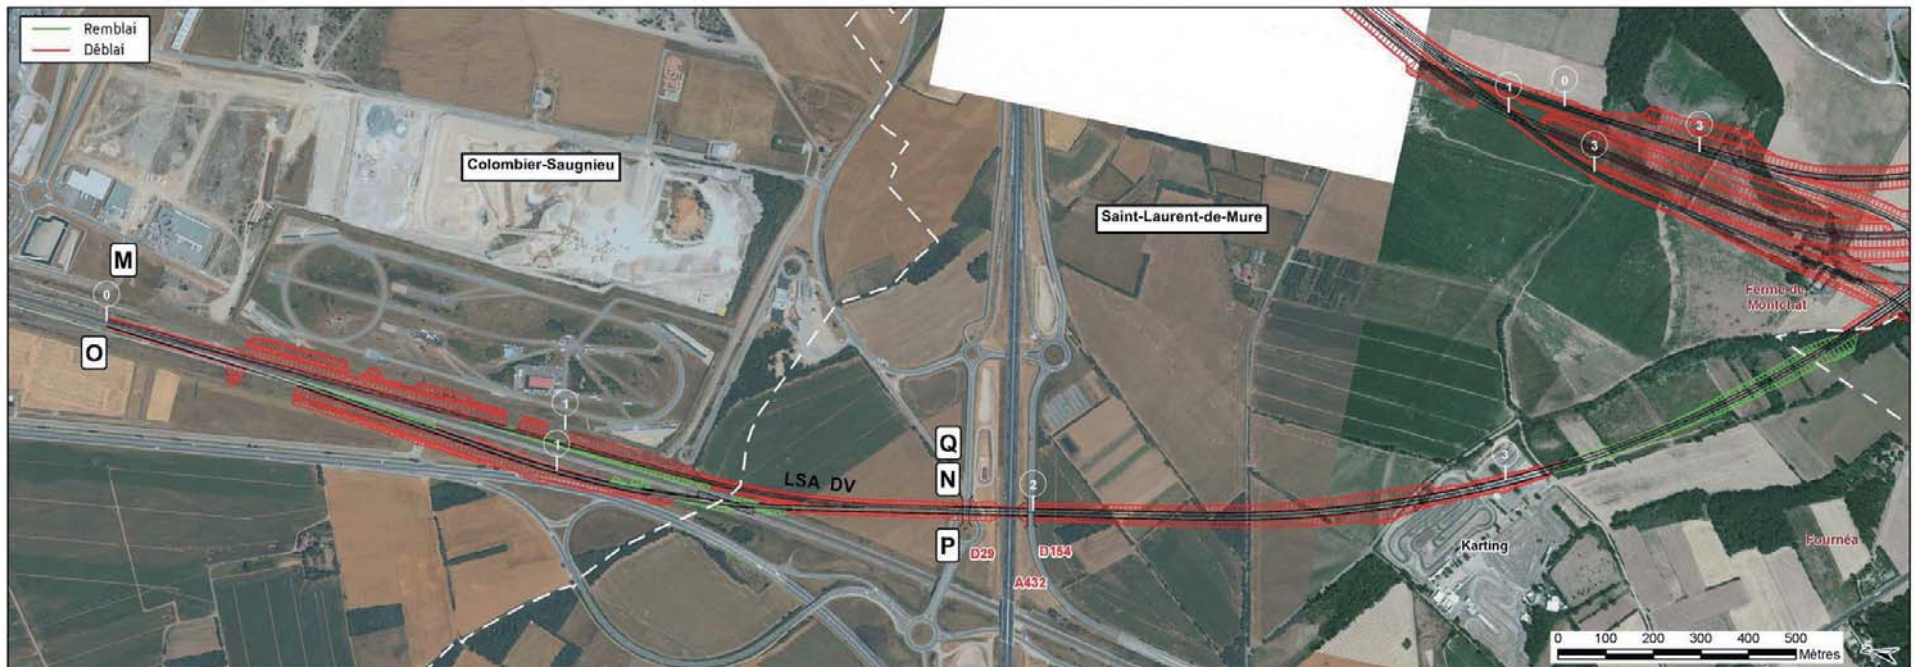 Remblai
Déblai
Colombier-Saugnieu
Saint-Laurent-de-Mure
1
0
3
3
M
0
O
Ferme de
Montchat
1
1
Q
N
LSA DV
2
3
P
D29
D154
A432
Karting
Fournéa
0 100 200 300 400 500
Mètres